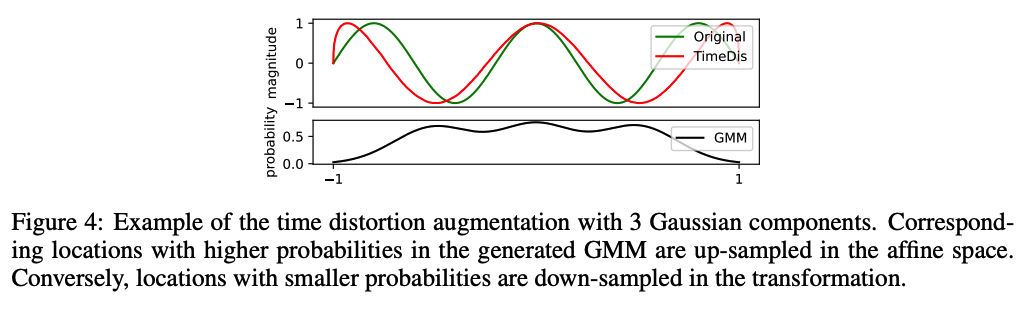 magnitude
1
0
−1
Original
TimeDis
probability
0.5
0.0
GMM
−1
1
Figure 4: Example of the time distortion augmentation with 3 Gaussian components. Correspond-
ing locations with higher probabilities in the generated GMM are up-sampled in the affine space.
Conversely, locations with smaller probabilities are down-sampled in the transformation.